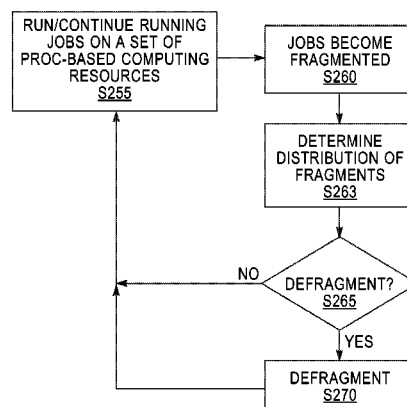 RUN/CONTINUE RUNNING
JOBS ON A SET OF
PROC-BASED COMPUTING
RESOURCES
S255
JOBS BECOME
FRAGMENTED
S260
DETERMINE
DISTRIBUTION OF
FRAGMENTS
S263
DEFRAGMENT?
S265
NO
YES
DEFRAGMENT
S270